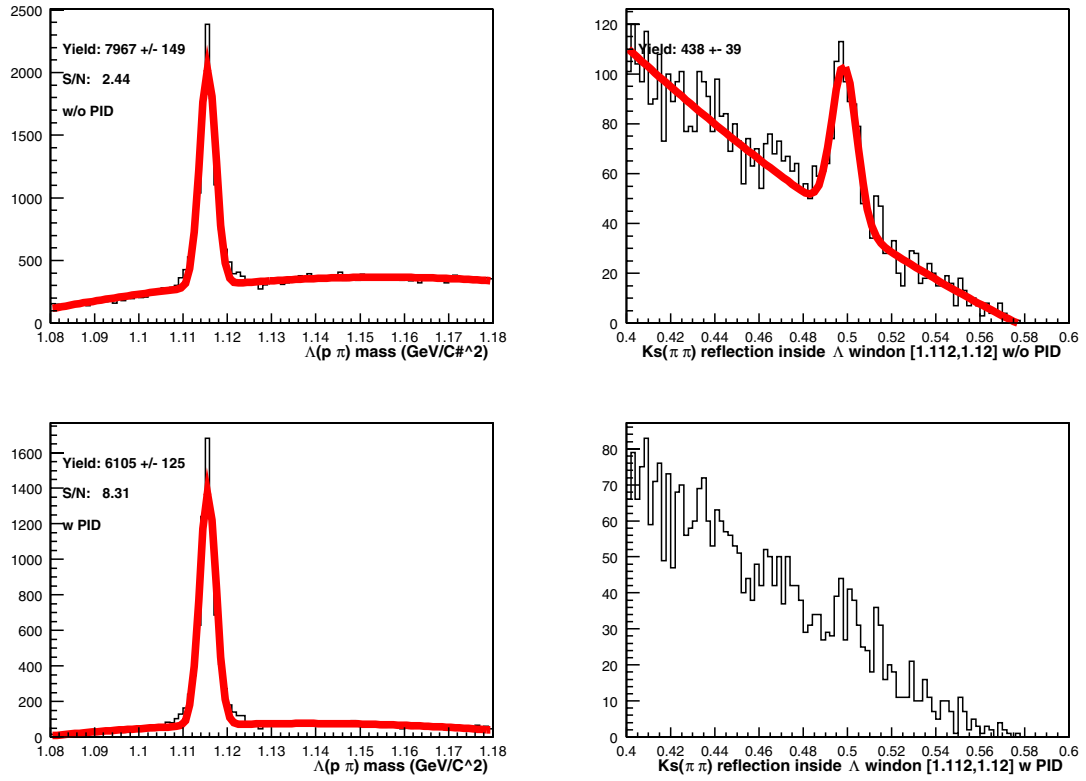 2500
2000
1500
1000
500
0
Yield: 7967 +/- 149
S/N: 2.44
w/o PID
1.08 1.09 1.1 1.11 1.12 1.13 1.14 1.15 1.16 1.17 1.18
Λ(p π) mass (GeV/C#^2)
120
100
80
60
40
20
0
Yield: 438 +- 39
0.4 0.42 0.44 0.46 0.48 0.5 0.52 0.54 0.56 0.58 0.6
Ks(π π) reflection inside Λ windon [1.112,1.12] w/o PID
1600
1400
1200
1000
800
600
400
200
0
Yield: 6105 +/- 125
S/N: 8.31
w PID
1.08 1.09 1.1 1.11 1.12 1.13 1.14 1.15 1.16 1.17 1.18
Λ(p π) mass (GeV/C^2)
80
70
60
50
40
30
20
10
0
0.4 0.42 0.44 0.46 0.48 0.5 0.52 0.54 0.56 0.58 0.6
Ks(π π) reflection inside Λ windon [1.112,1.12] w PID